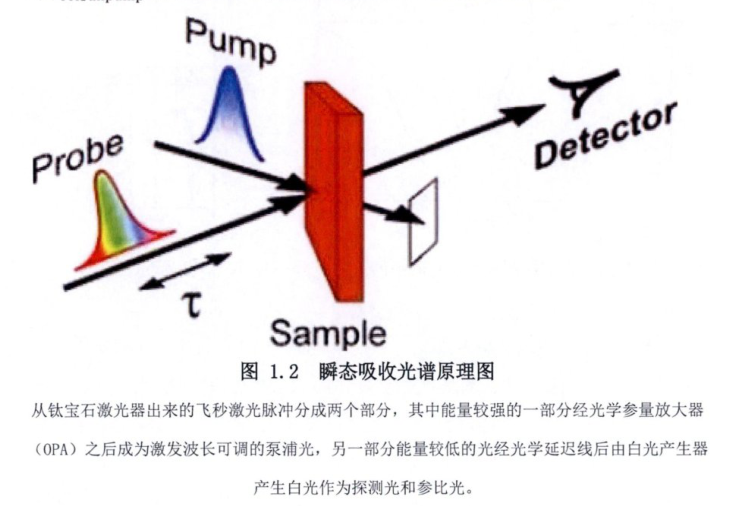 Pump
Probe
Detector
τ
Sample
图 1.2 瞬态吸收光谱原理图
从钛宝石激光器出来的飞秒激光脉冲分成两个部分，其中能量较强的一部分经光学参量放大器
（OPA）之后成为激发波长可调的泵浦光，另一部分能量较低的光经光学延迟线后由白光产生器
产生白光作为探测光和参比光。